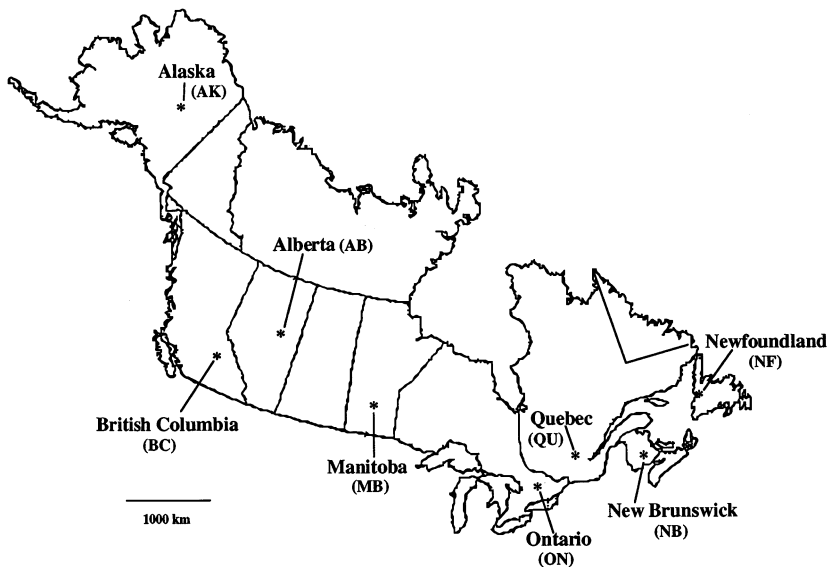 Alaska
(AK)
Alberta (AB)
Newfoundland
(NF)
British Columbia
(BC)
Quebec
(QU)
Manitoba
(MB)
New Brunswick
(NB)
1000 km
Ontario
(ON)